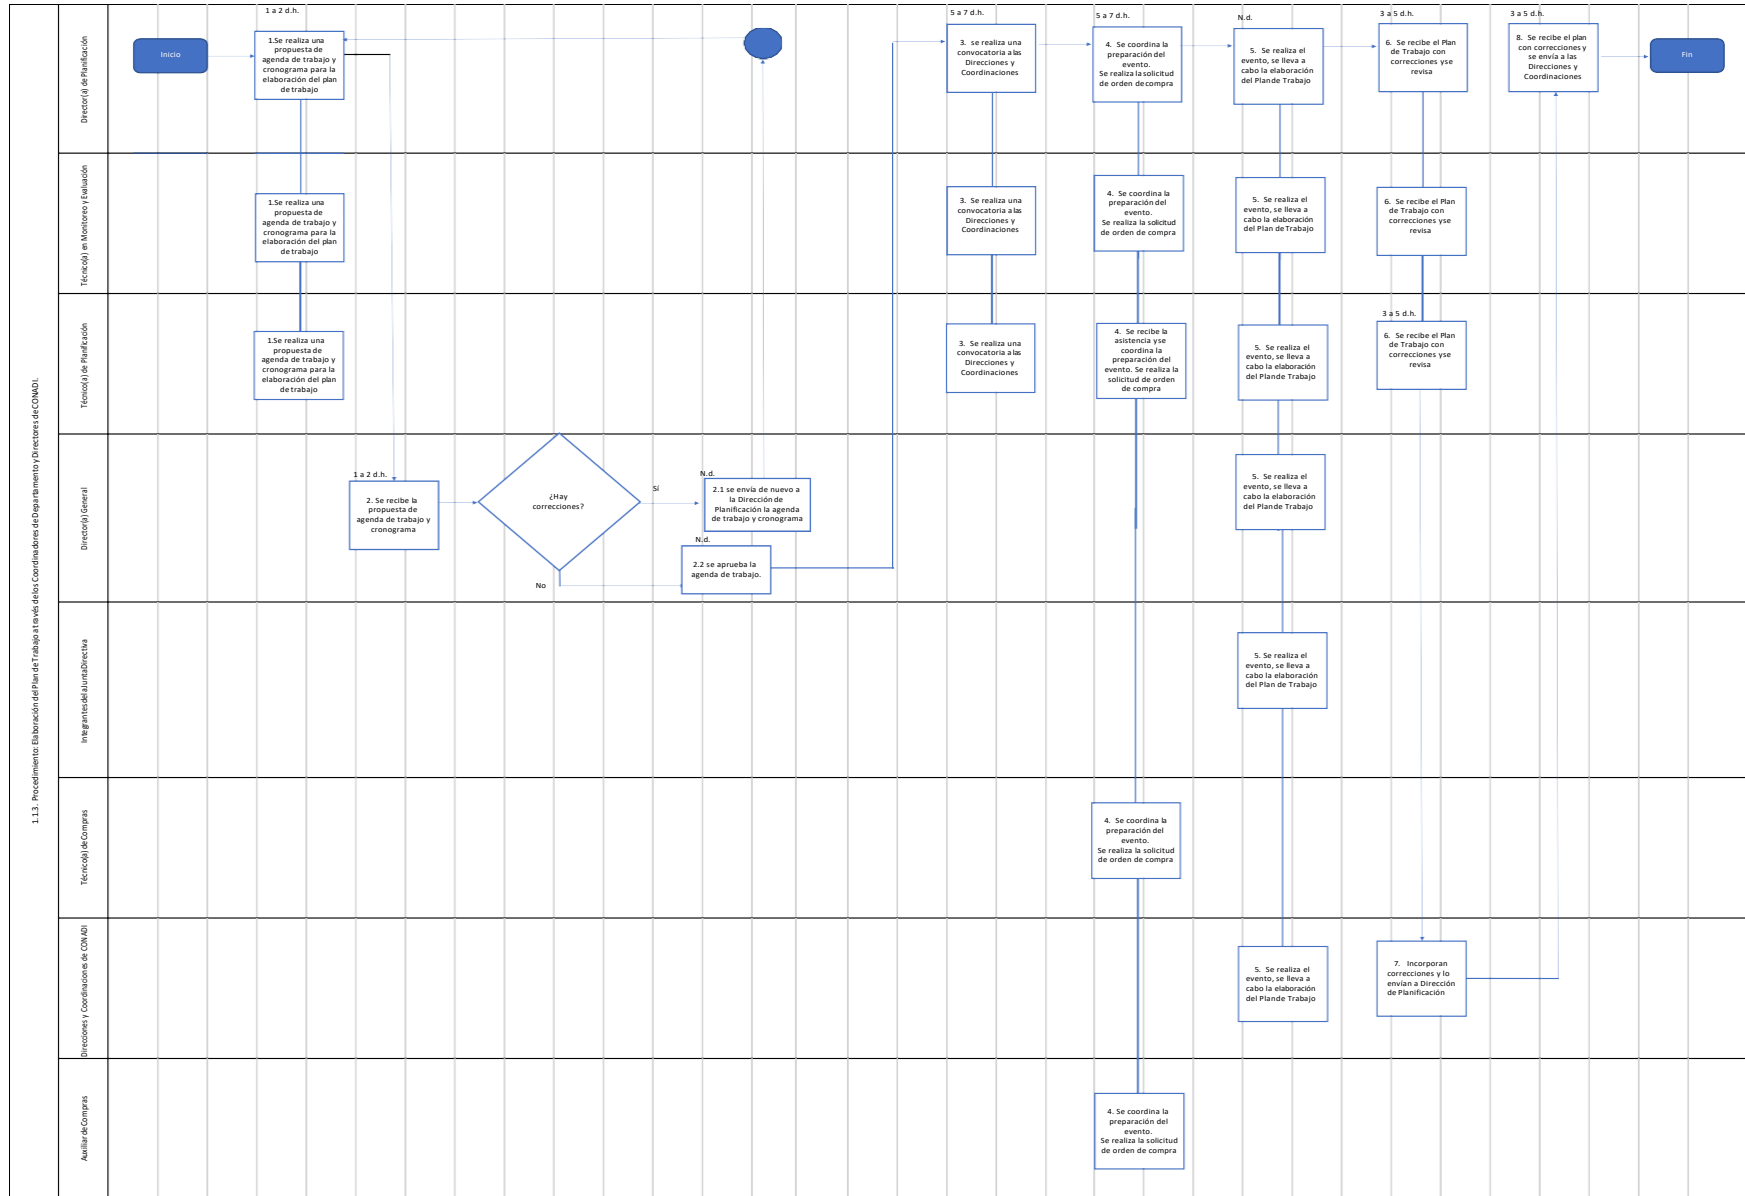 1.1.3. Procedimiento: Elaboración del Plan de Trabajo a través de los Coordinadores de Departamento y Directores de CONADI.
Director(a) de Planificación
Inicio
1 a 2 d.h.
1.Se realiza una
propuesta de
agenda de trabajo y
cronograma para la
elaboración del plan
de trabajo
5 a 7 d.h.
3. se realiza una
convocatoria a las
Direcciones y
Coordinaciones
5 a 7 d.h.
4. Se coordina la
preparación del
evento.
Se realiza la solicitud
de orden de compra
N.d.
5. Se realiza el
evento, se lleva a
cabo la elaboración
del Plan de Trabajo
3 a 5 d.h.
6. Se recibe el Plan
de Trabajo con
correcciones y se
revisa
3 a 5 d.h.
8. Se recibe el plan
con correcciones y
se envía a las
Direcciones y
Coordinaciones
Fin
Técnico(a) en Monitoreo y Evaluación
1.Se realiza una
propuesta de
agenda de trabajo y
cronograma para la
elaboración del plan
de trabajo
3. Se realiza una
convocatoria a las
Direcciones y
Coordinaciones
4. Se coordina la
preparación del
evento.
Se realiza la solicitud
de orden de compra
5. Se realiza el
evento, se lleva a
cabo la elaboración
del Plan de Trabajo
6. Se recibe el Plan
de Trabajo con
correcciones y se
revisa
Técnico(a) de Planificación
1.Se realiza una
propuesta de
agenda de trabajo y
cronograma para la
elaboración del plan
de trabajo
3. Se realiza una
convocatoria a las
Direcciones y
Coordinaciones
4. Se recibe la
asistencia y se
coordina la
preparación del
evento. Se realiza la
solicitud de orden
de compra
5. Se realiza el
evento, se lleva a
cabo la elaboración
del Plan de Trabajo
3 a 5 d.h.
6. Se recibe el Plan
de Trabajo con
correcciones y se
revisa
Director(a) General
1 a 2 d.h.
2. Se recibe la
propuesta de
agenda de trabajo y
cronograma
¿Hay
correcciones?
Sí
No
N.d.
2.1 se envía de nuevo a
la Dirección de
Planificación la agenda
de trabajo y cronograma
N.d.
2.2 se aprueba la
agenda de trabajo.
5. Se realiza el
evento, se lleva a
cabo la elaboración
del Plan de Trabajo
Integrantes de la Junta Directiva
5. Se realiza el
evento, se lleva a
cabo la elaboración
del Plan de Trabajo
Técnico(a) de Compras
4. Se coordina la
preparación del
evento.
Se realiza la solicitud
de orden de compra
Direcciones y Coordinaciones de CONADI
5. Se realiza el
evento, se lleva a
cabo la elaboración
del Plan de Trabajo
7. Incorporan
correcciones y lo
envían a Dirección
de Planificación
Auxiliar de Compras
4. Se coordina la
preparación del
evento.
Se realiza la solicitud
de orden de compra